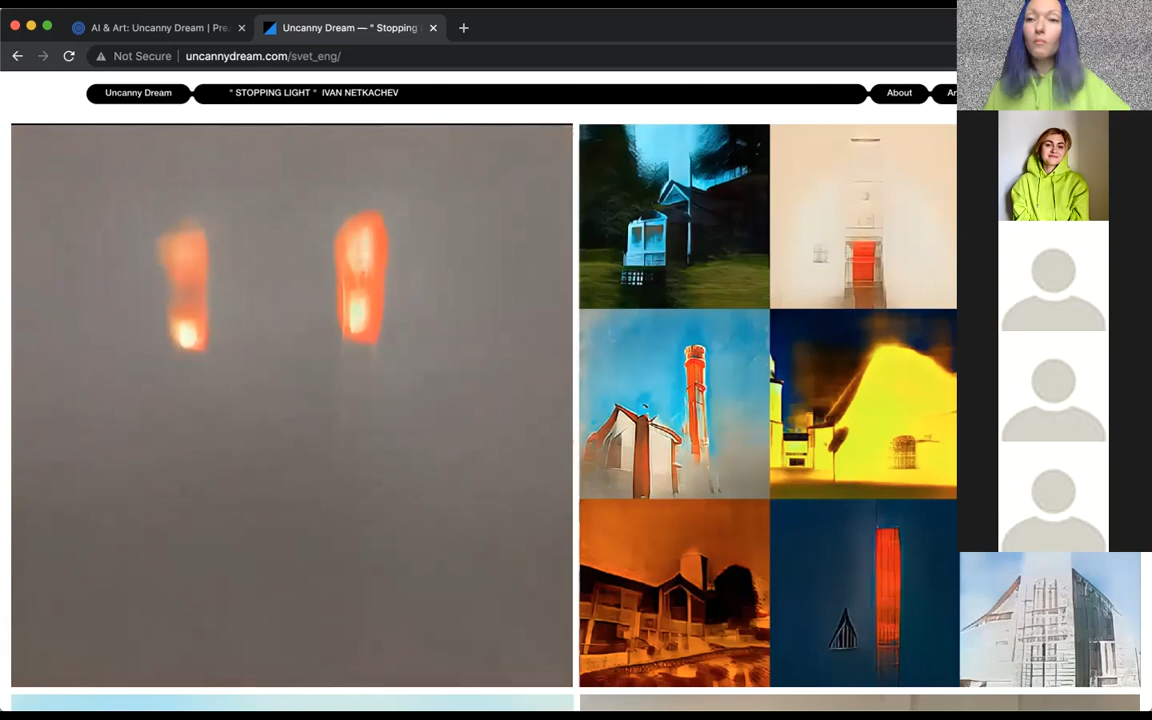 AI & Art: Uncanny Dream | Pre
Uncanny Dream — " Stopping
Not Secure
uncannydream.com/svet_eng/
Uncanny Dream
" STOPPING LIGHT " IVAN NETKACHEV
About
Ar